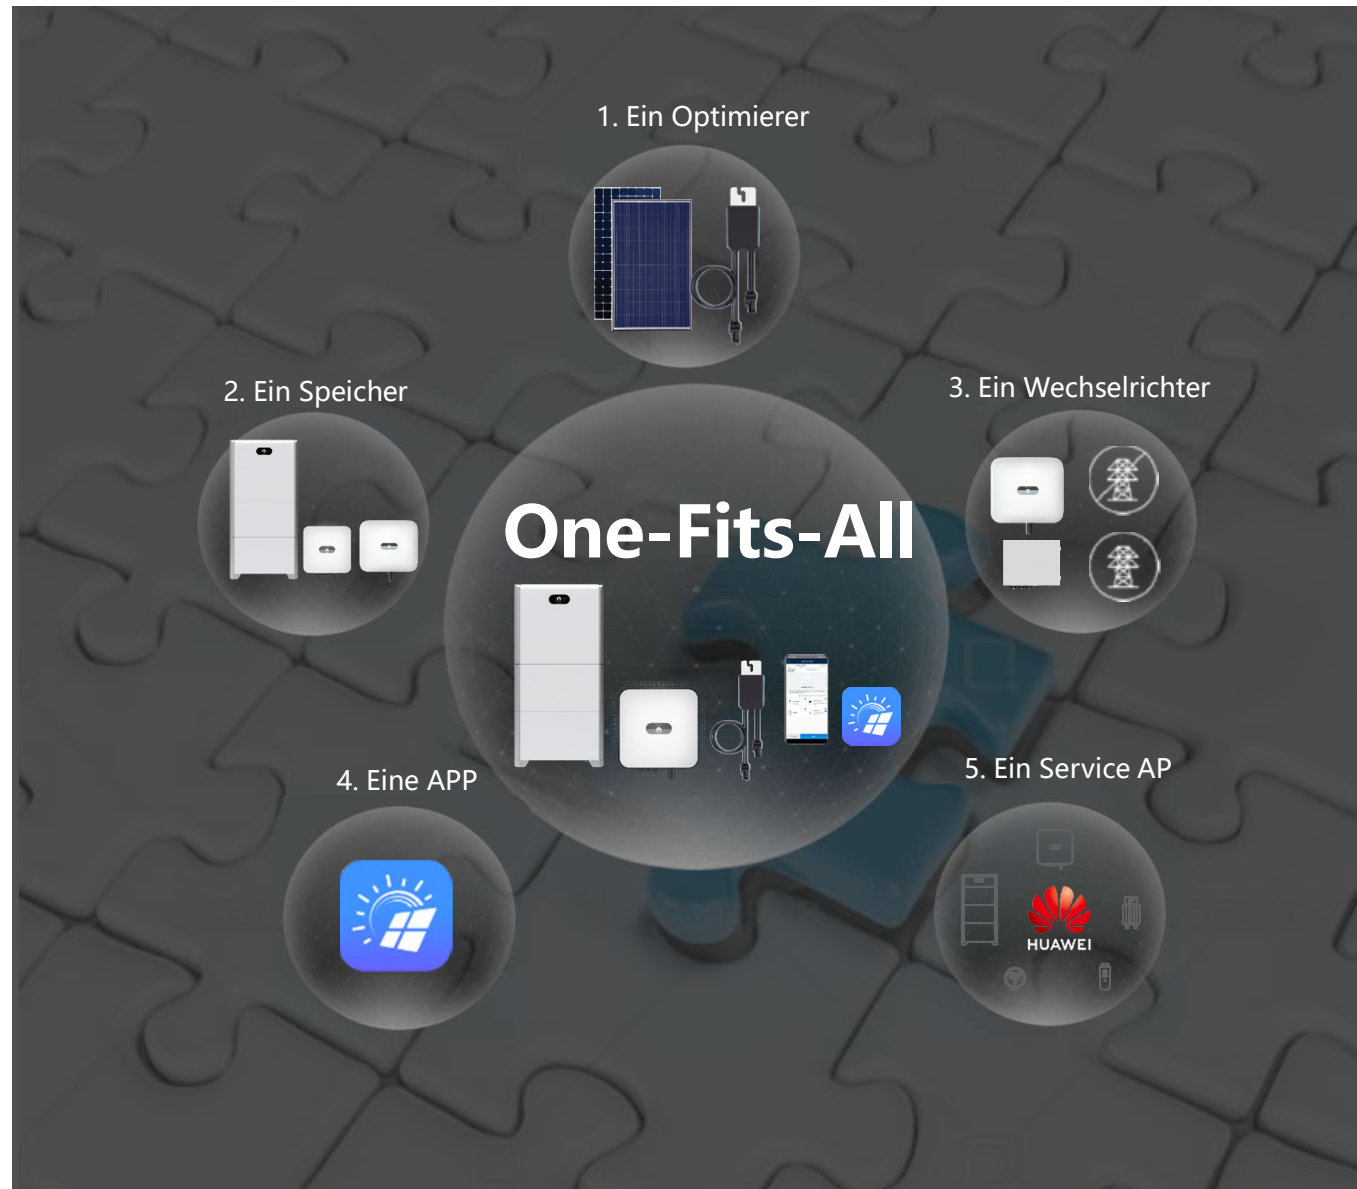 1. Ein Optimierer
2. Ein Speicher
3. Ein Wechselrichter
One-Fits-All
4. Eine APP
5. Ein Service AP
HUAWEI